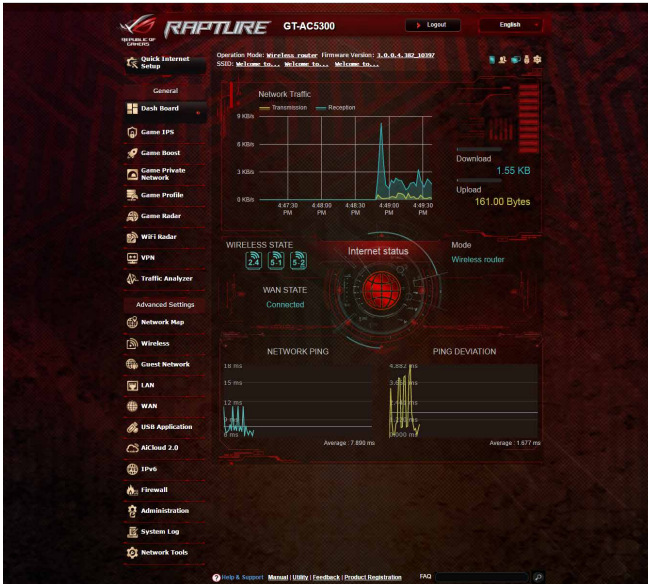 REPUBLIC OF
GAMERS
RAPTURE
GT-AC5300
Logout
English
Quick Internet
Setup
Operation Mode: Wireless router Firmware Version: 3.0.0.4.382_10397
SSID: Welcome to... Welcome to... Welcome to...
General
Dash Board
Game IPS
Game Boost
Game Private
Network
Game Profile
Game Radar
WiFi Radar
VPN
Traffic Analyzer
Advanced Settings
Network Map
Wireless
Guest Network
LAN
WAN
USB Application
AiCloud 2.0
IPv6
Firewall
Administration
System Log
Network Tools
Network Traffic
Transmission Reception
9 KB/s
6 KB/s
3 KB/s
0 KB/s
4:47:30 PM
4:48:00 PM
4:48:30 PM
4:49:00 PM
4:49:30 PM
Download
1.55 KB
Upload
161.00 Bytes
WIRELESS STATE
2.4 5-1 5-2
WAN STATE
Connected
Internet status
Mode
Wireless router
NETWORK PING
18 ms
15 ms
12 ms
Average : 7.890 ms
PING DEVIATION
4.882 ms
Average : 1.677 ms
Help & Support Manual | Utility | Feedback | Product Registration FAQ